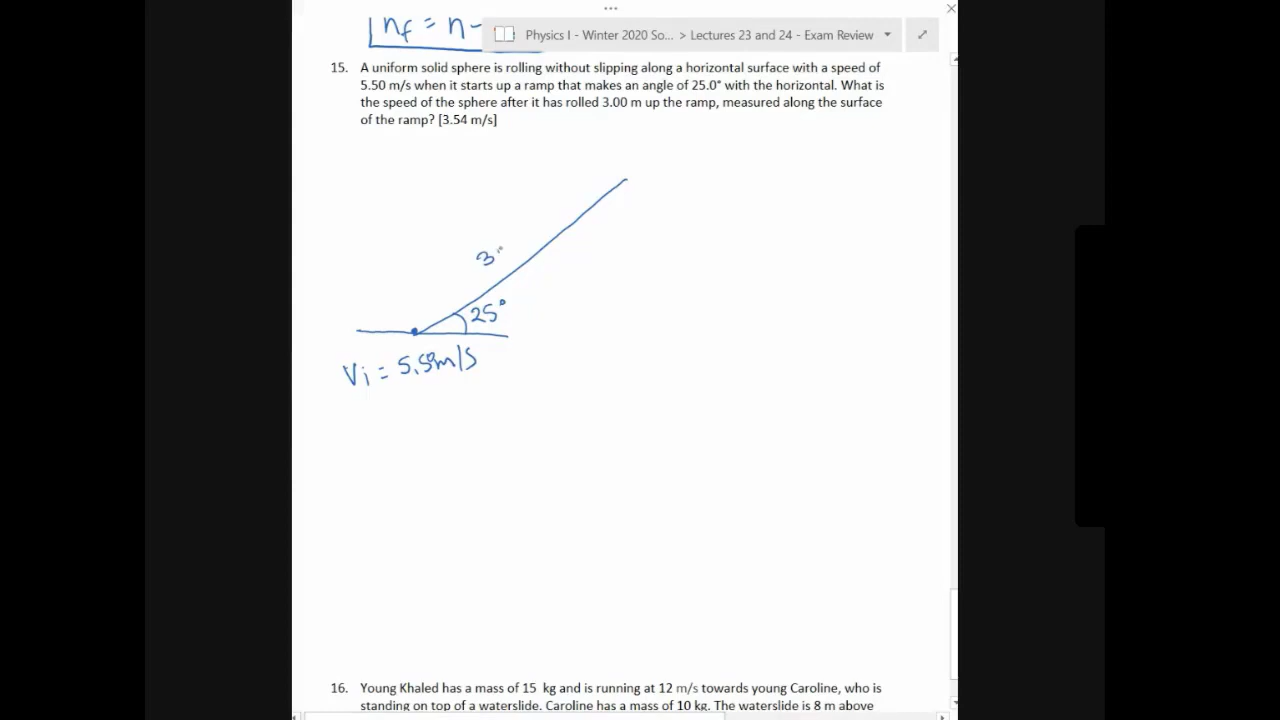 nf = n-
Physics I - Winter 2020 So... > Lectures 23 and 24 - Exam Review
15. A uniform solid sphere is rolling without slipping along a horizontal surface with a speed of
5.50 m/s when it starts up a ramp that makes an angle of 25.0° with the horizontal. What is
the speed of the sphere after it has rolled 3.00 m up the ramp, measured along the surface
of the ramp? [3.54 m/s]
3
25°
Vi = 5.50m/s
16. Young Khaled has a mass of 15 kg and is running at 12 m/s towards young Caroline, who is
standing on top of a waterslide. Caroline has a mass of 10 kg. The waterslide is 8 m above